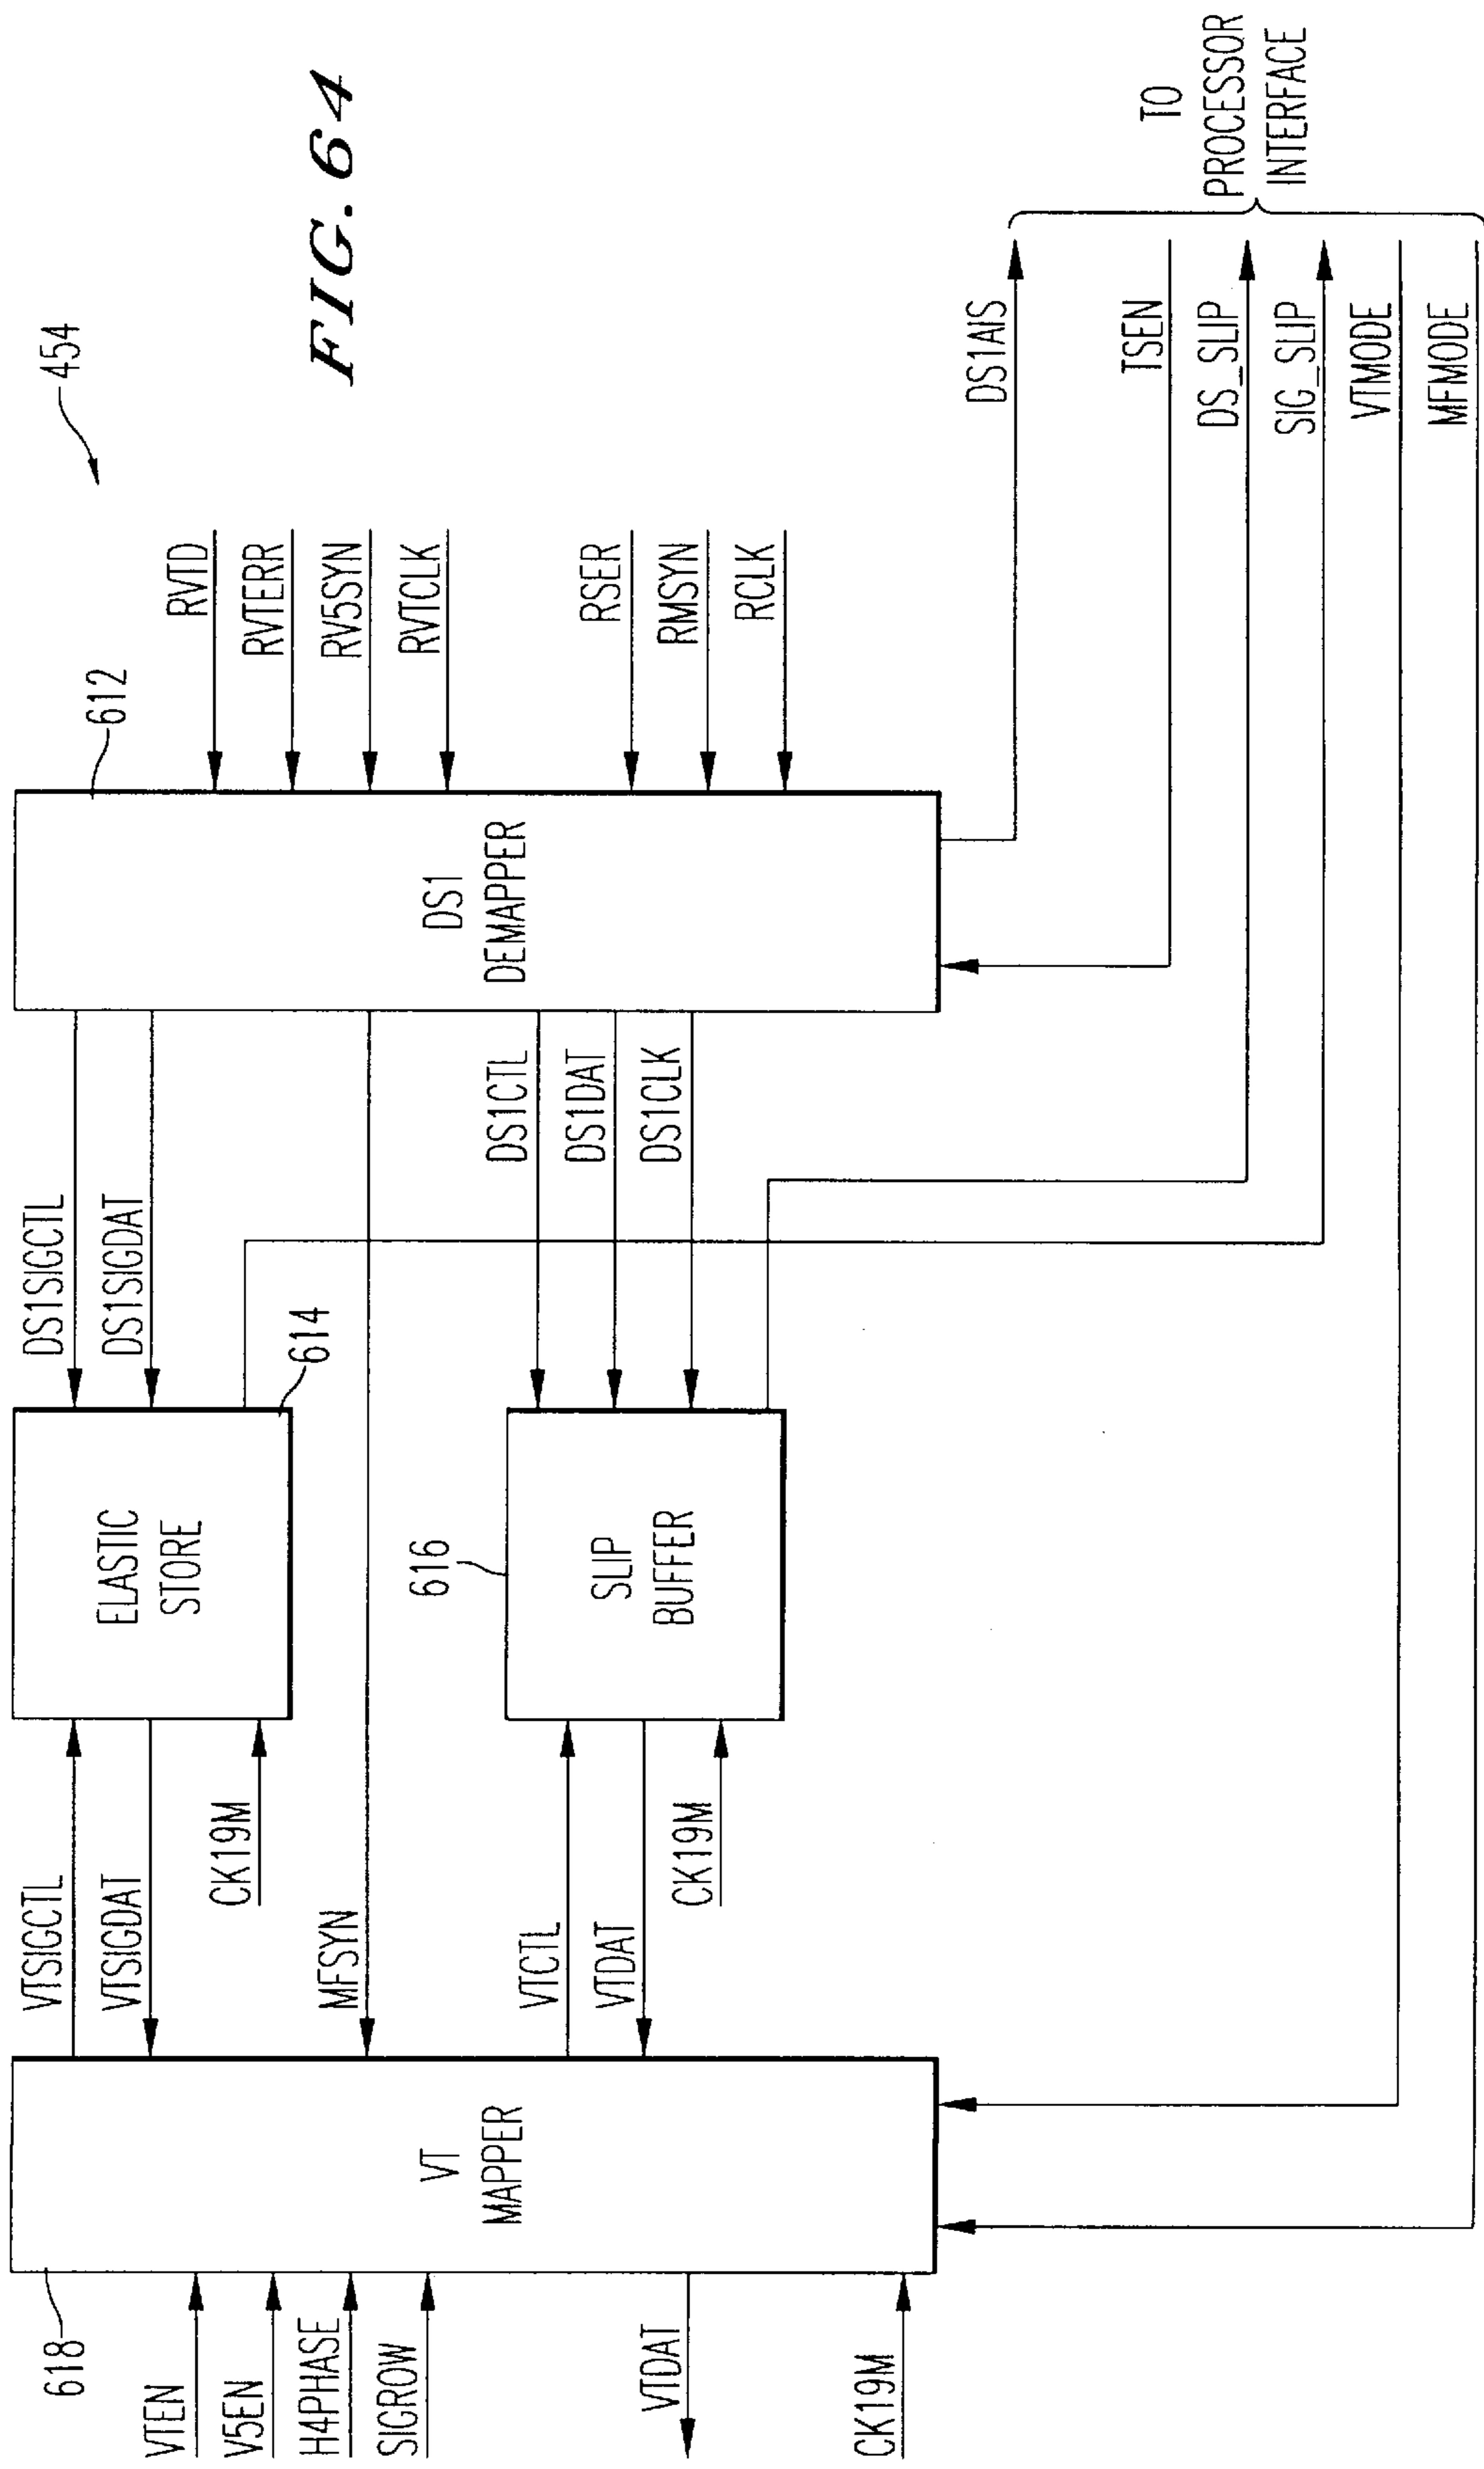 FIG. 64
454
618
VTEN
V5EN
H4PHASE
SIGROW
VTDAT
CK19M
VT
MAPPER
VTSIGCTL
VTSIGDAT
CK19M
MFSYN
VTCTL
VTDAT
CK19M
ELASTIC
STORE
614
616
SLIP
BUFFER
DS1SIGCTL
DS1SIGDAT
DS1CTL
DS1DAT
DS1CLK
612
DS1
DEMAPPER
RVTD
RVTERR
RV5SYN
RVTCLK
RSER
RMSYN
RCLK
DS1AIS
TSEN
DS_SLIP
SIG_SLIP
VTMODE
MFMODE
TO
PROCESSOR
INTERFACE